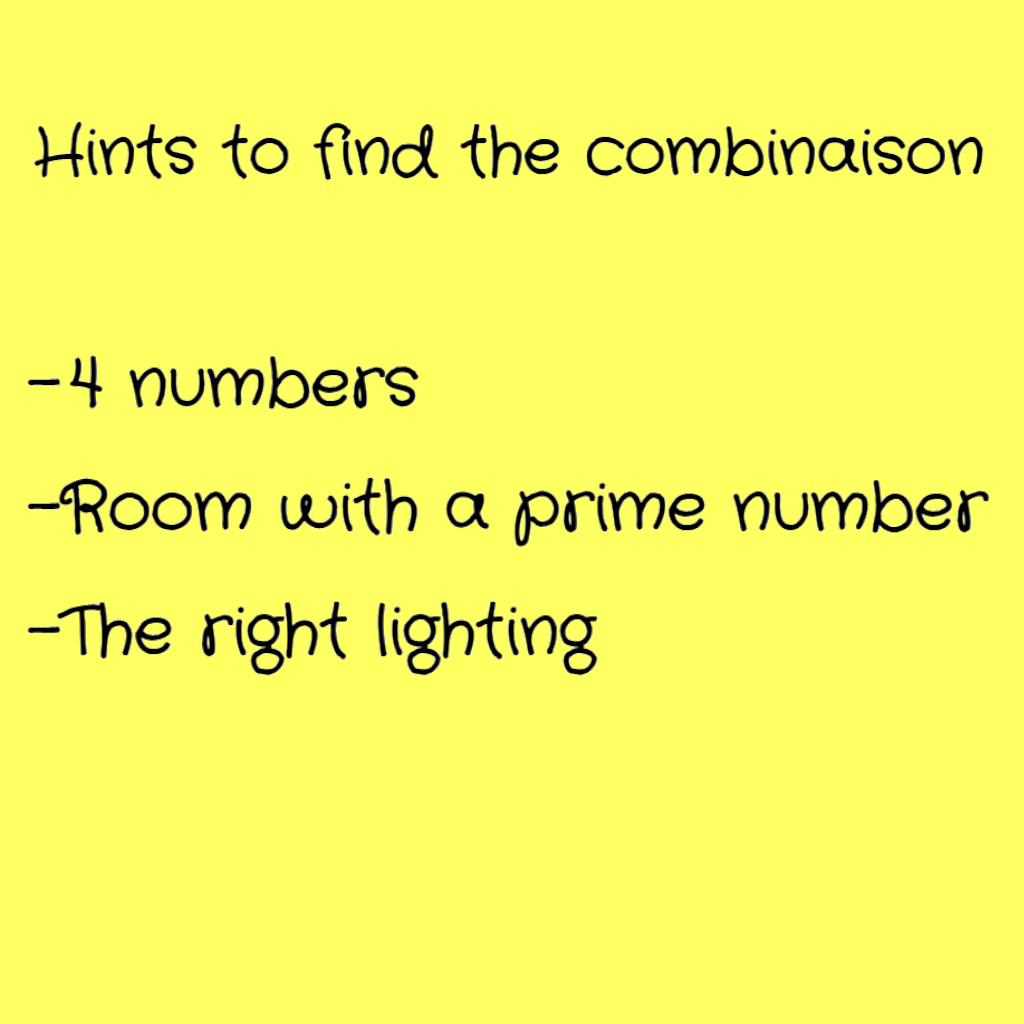 Hints to find the combinaison
-4 numbers
-Room with a prime number
-The right lighting